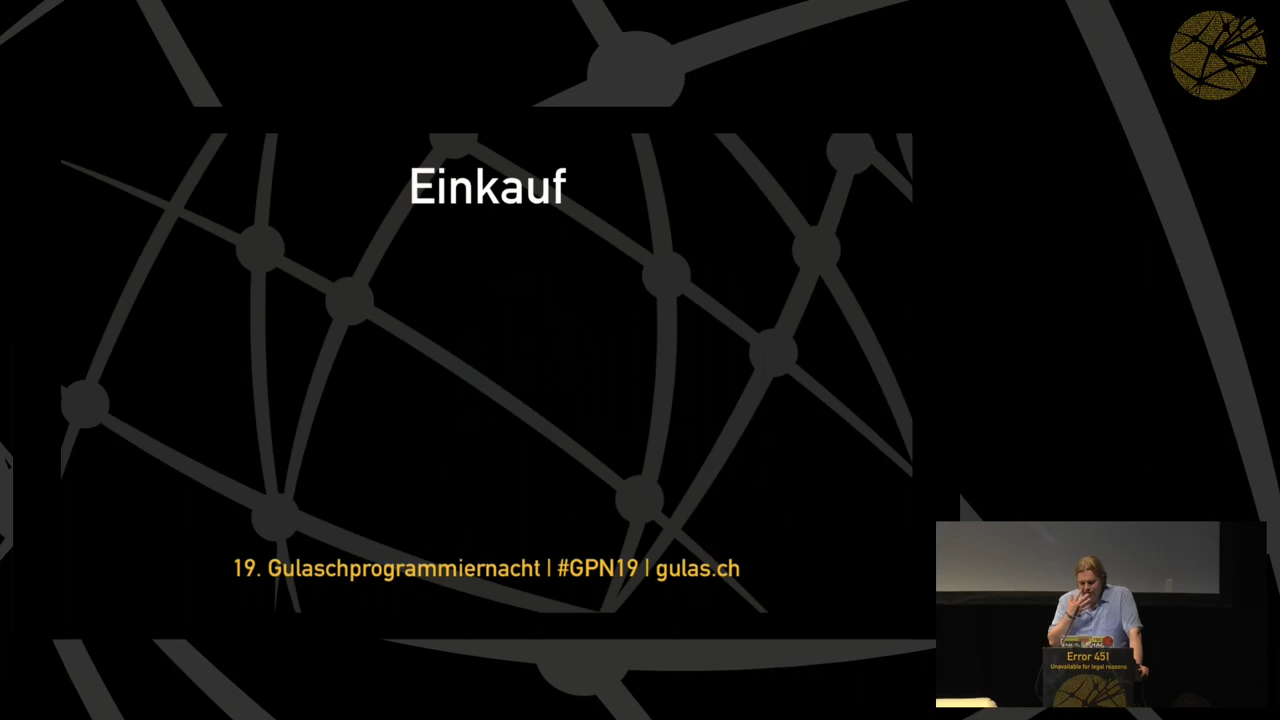 Einkauf
19. Gulaschprogrammiernacht | #GPN19 | gulas.ch
Error 451
Unavailable for legal reasons